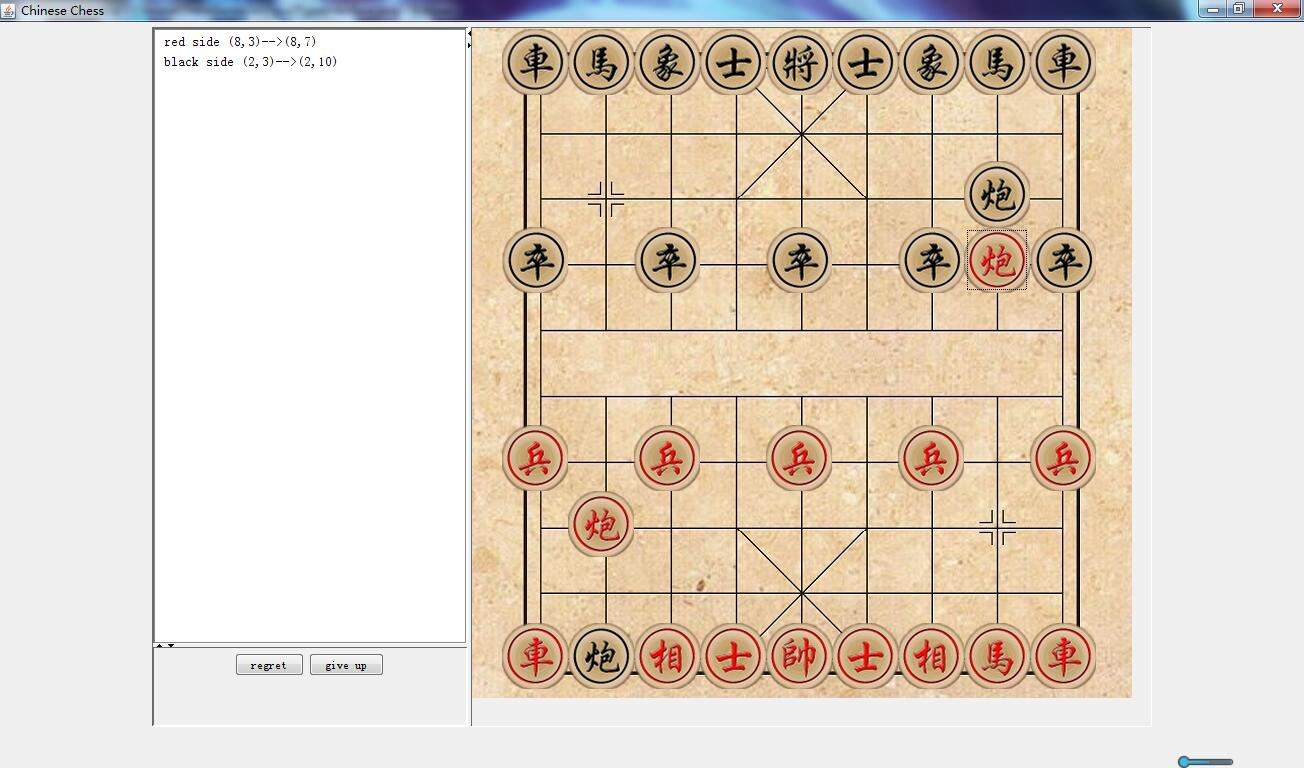 Chinese Chess
red side (8,3)-->(8,7)
black side (2,3)-->(2,10)
regret
give up
車馬象士將士象馬車
炮
卒卒卒卒炮卒
兵兵兵兵兵
炮
車炮相士帥士相馬車